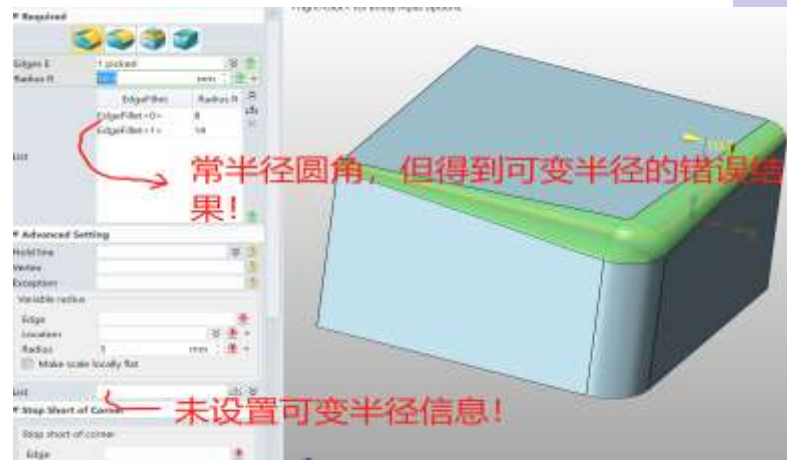 Required
Edges E
1 picked
Radius R
mm
EdgeFillet
Radius R
EdgeFillet<0>
8
EdgeFillet<1>
14
List
常半径圆角，但得到可变半径的错误结
果！
Advanced Setting
Hold line
Vertex
Exception
Variable radius
Edge
Location
Radius
mm
Make scale locally flat
List
未设置可变半径信息！
Stop Short of Corner
Stop short of corner
Edge